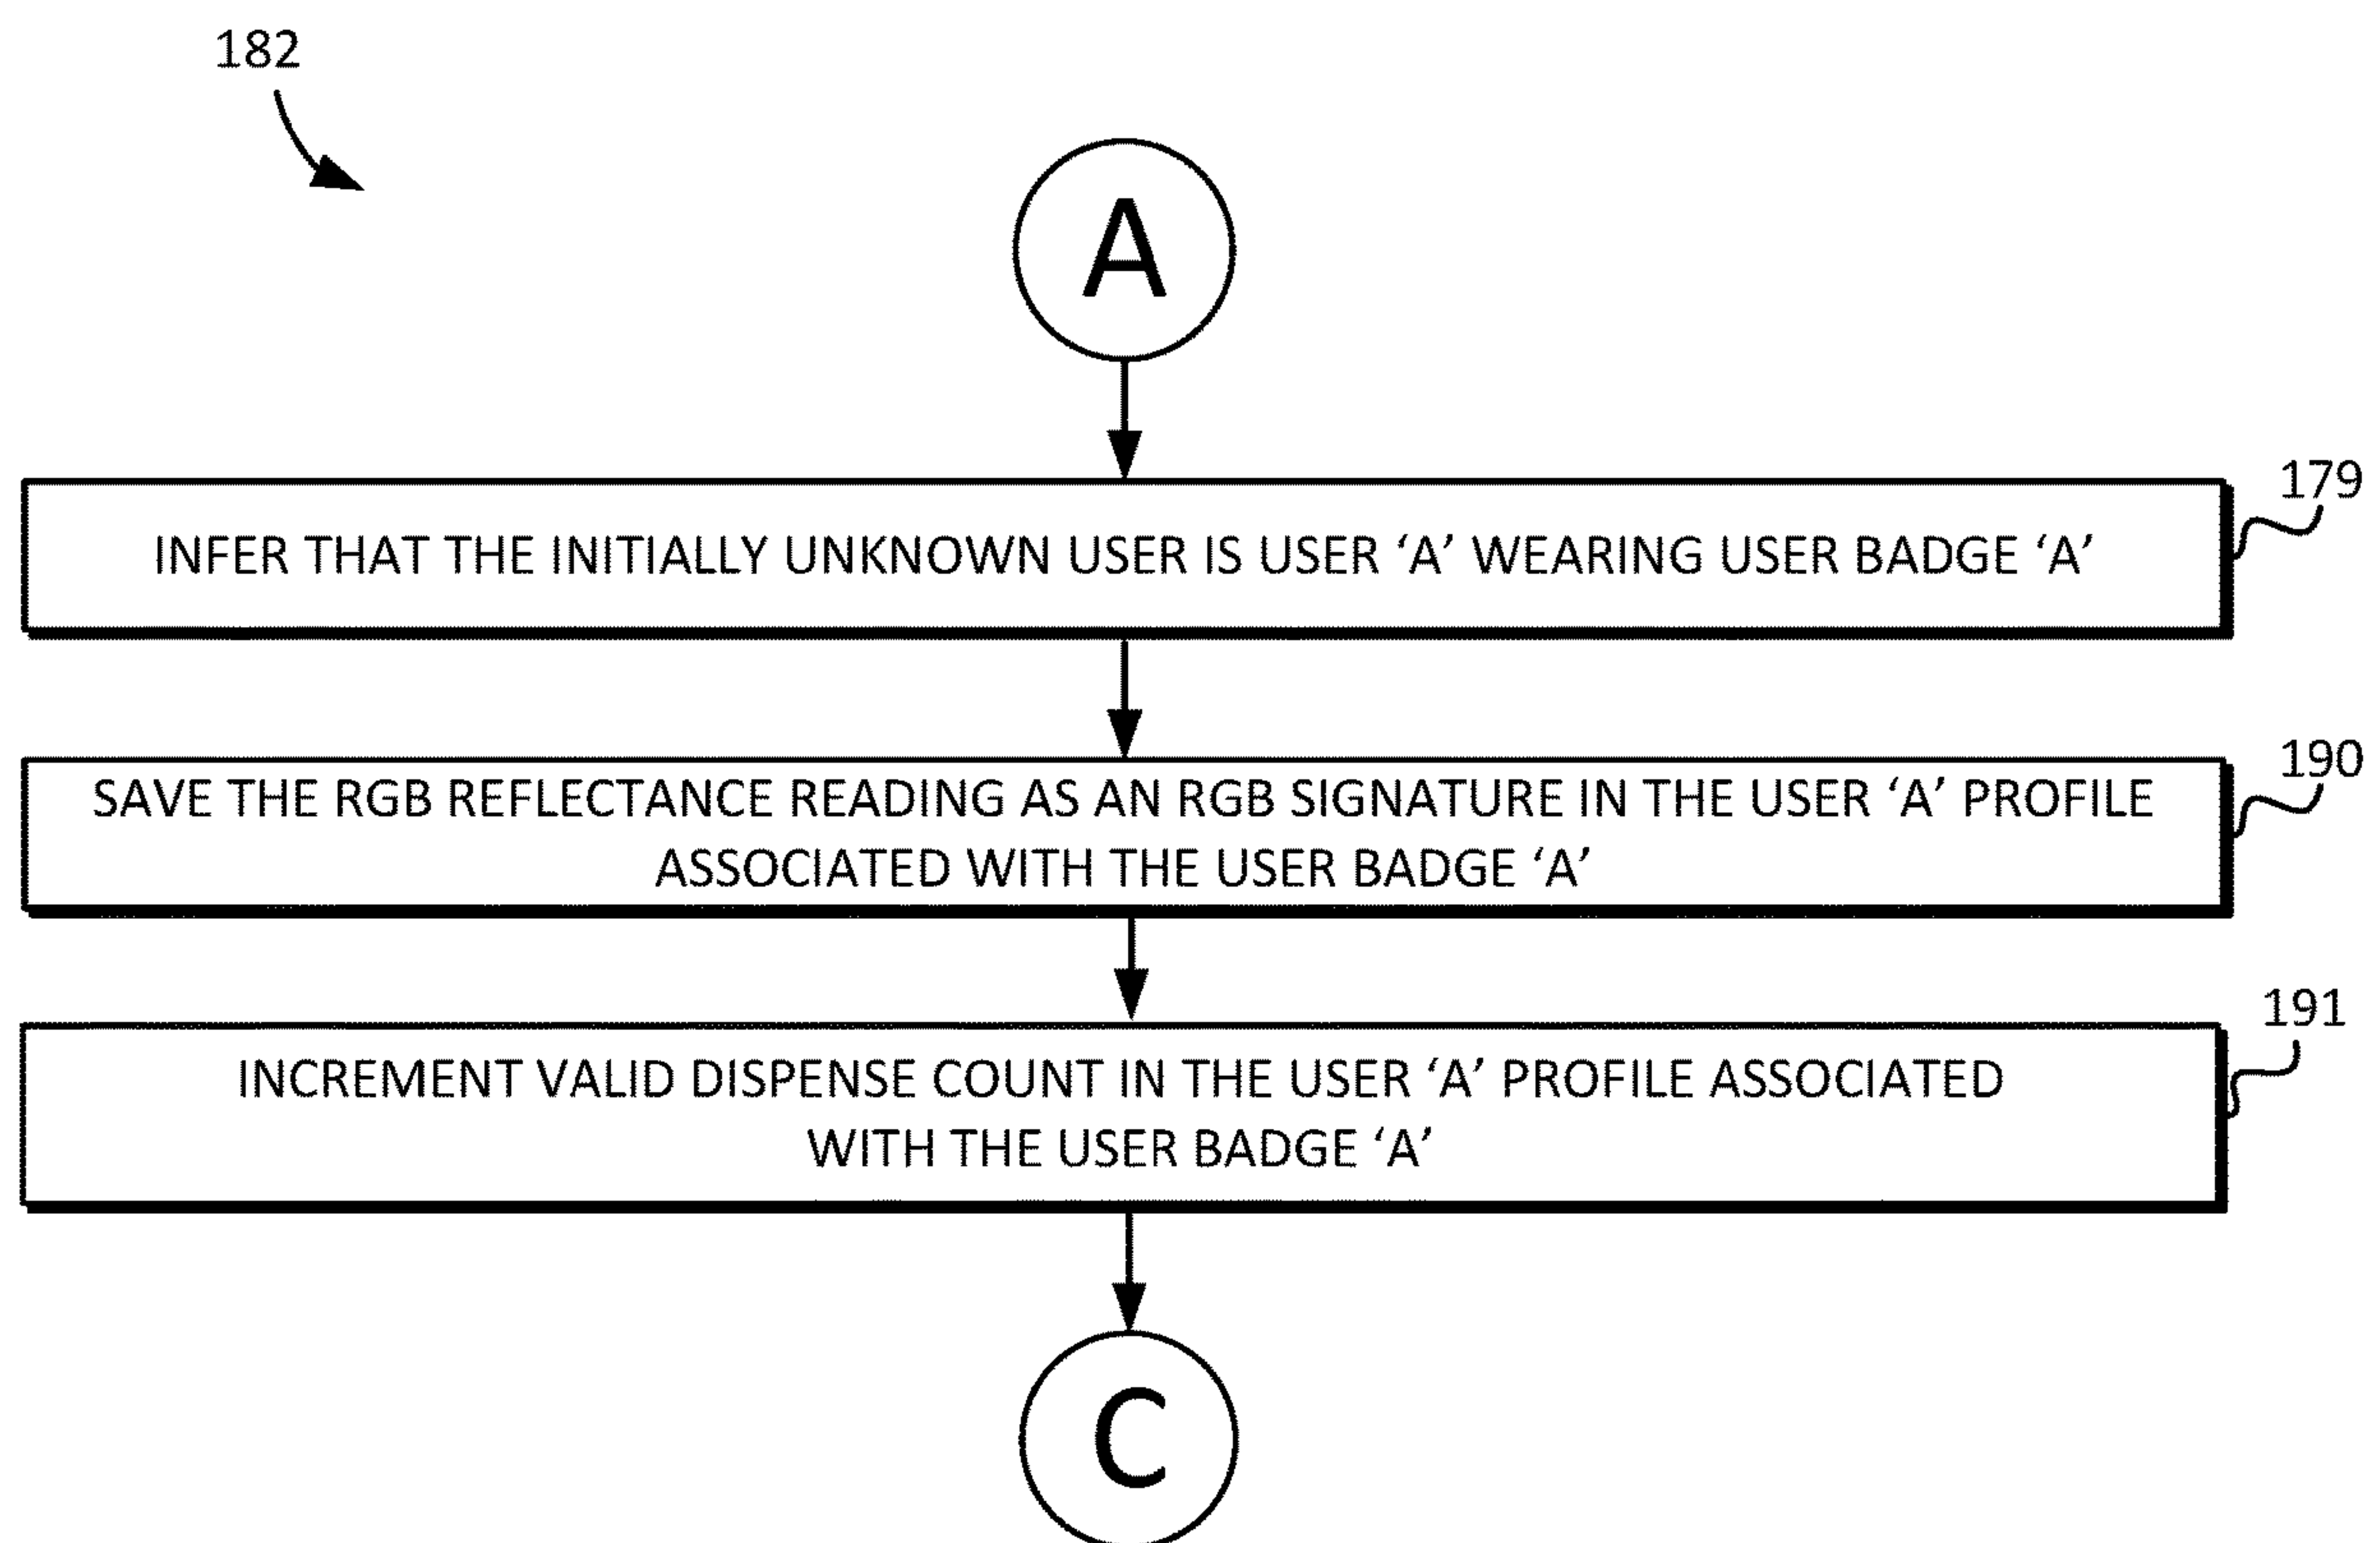 182
A
179
INFER THAT THE INITIALLY UNKNOWN USER IS USER ‘A’ WEARING USER BADGE ‘A’
190
SAVE THE RGB REFLECTANCE READING AS AN RGB SIGNATURE IN THE USER ‘A’ PROFILE
ASSOCIATED WITH THE USER BADGE ‘A’
191
INCREMENT VALID DISPENSE COUNT IN THE USER ‘A’ PROFILE ASSOCIATED
WITH THE USER BADGE ‘A’
C